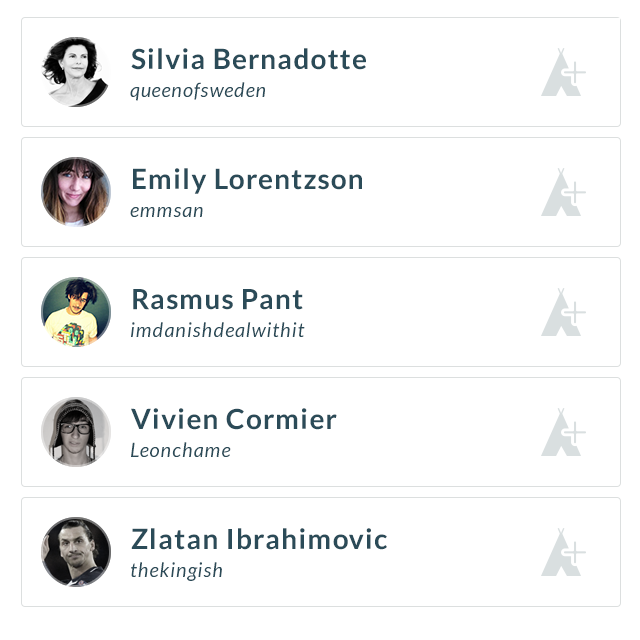 Silvia Bernadotte
queenofsweden
Emily Lorentzson
emmsan
Rasmus Pant
imdanishdealwithit
Vivien Cormier
Leonchame
Zlatan Ibrahimovic
thekingish